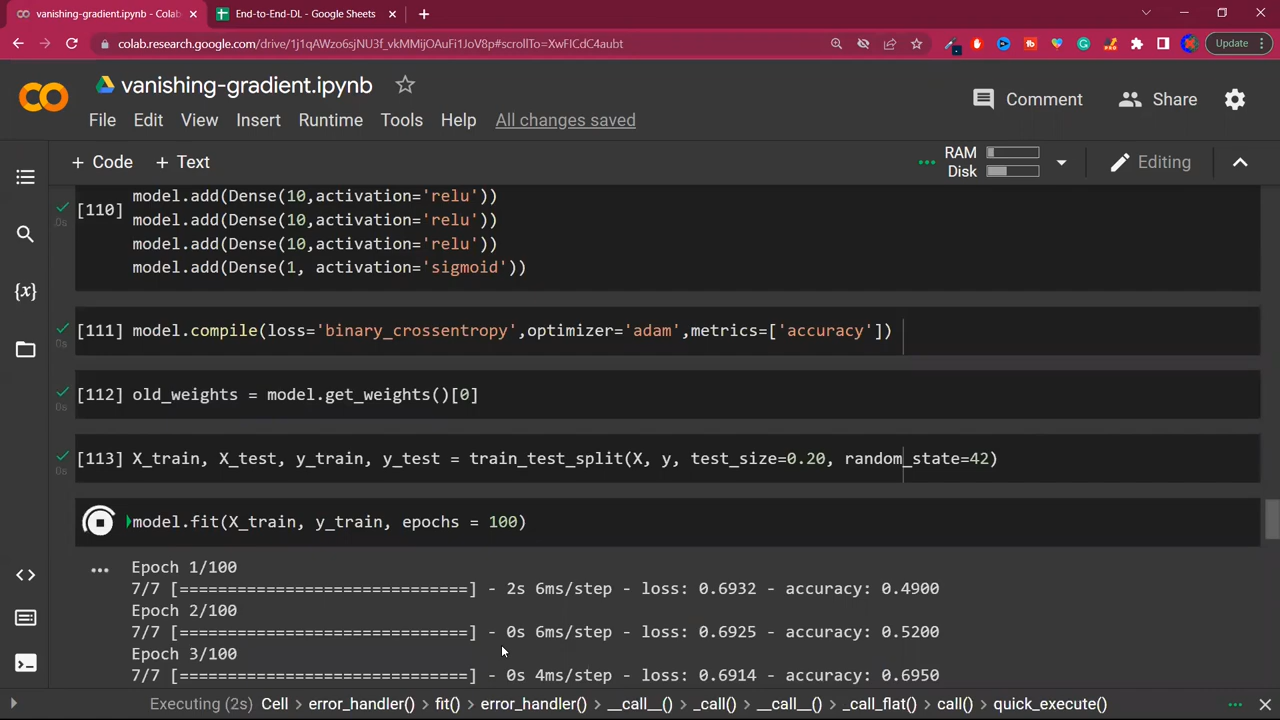 vanishing-gradient.ipynb - Colab
End-to-End-DL - Google Sheets
colab.research.google.com/drive/1j1qAWzo6sjNU3f_vkMMijOAuFi1JoV8p#scrollTo=XwFICdC4aubt
Update
vanishing-gradient.ipynb
Comment
Share
File Edit View Insert Runtime Tools Help All changes saved
+ Code + Text
RAM
Disk
Editing
model.add(Dense(10,activation='relu'))
[110]
model.add(Dense(10,activation='relu'))
model.add(Dense(10,activation='relu'))
model.add(Dense(1, activation='sigmoid'))
0s
[111] model.compile(loss='binary_crossentropy',optimizer='adam',metrics=['accuracy'])
0s
[112] old_weights = model.get_weights()[0]
0s
[113] X_train, X_test, y_train, y_test = train_test_split(X, y, test_size=0.20, random_state=42)
0s
{x}
model.fit(X_train, y_train, epochs = 100)
Epoch 1/100
7/7 [==============================] - 2s 6ms/step - loss: 0.6932 - accuracy: 0.4900
Epoch 2/100
7/7 [==============================] - 0s 6ms/step - loss: 0.6925 - accuracy: 0.5200
Epoch 3/100
7/7 [==============================] - 0s 4ms/step - loss: 0.6914 - accuracy: 0.6950
Executing (2s) Cell error_handler() fit() error_handler() __call__() _call() __call__() _call_flat() call() quick_execute()